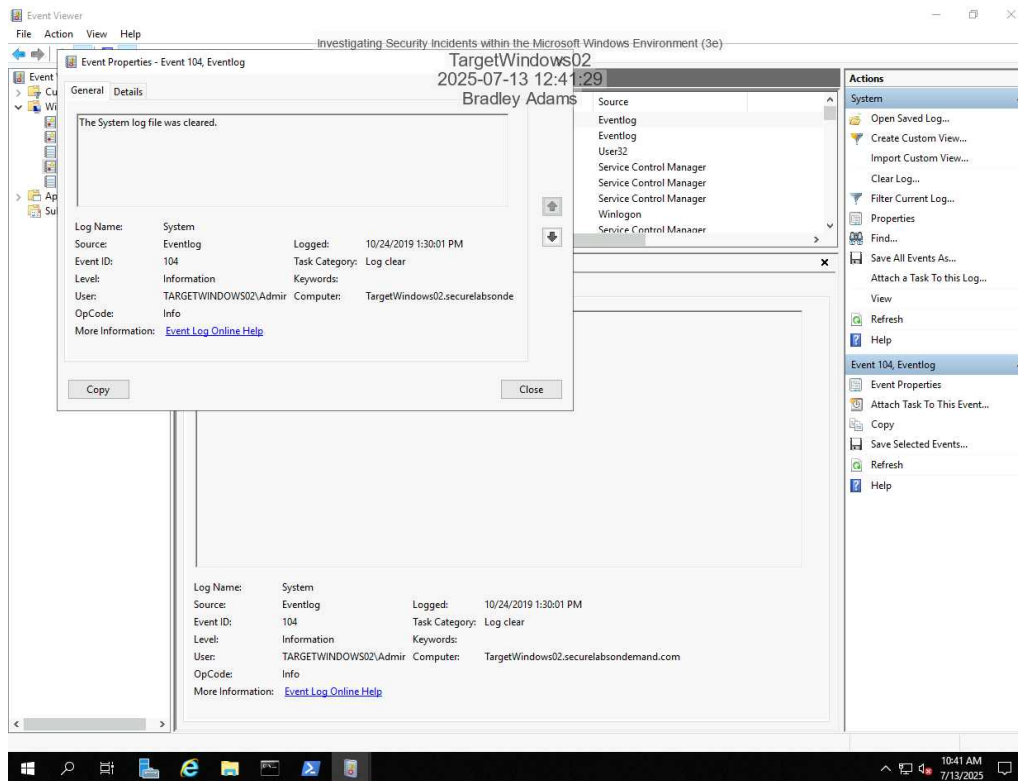 Event Viewer
File Action View Help
Investigating Security Incidents within the Microsoft Windows Environment (3e)
TargetWindows02
2025-07-13 12:41:29
Bradley Adams
Event Properties - Event 104, Eventlog
General Details
The System log file was cleared.
Log Name: System
Source: Eventlog Logged: 10/24/2019 1:30:01 PM
Event ID: 104 Task Category: Log clear
Level: Information Keywords:
User: TARGETWINDOWS02\Admir Computer: TargetWindows02.securelabsonde
OpCode: Info
More Information: Event Log Online Help
Copy Close
Event
Cu
Wi
Ap
Su
Source
Eventlog
Eventlog
User32
Service Control Manager
Service Control Manager
Service Control Manager
Winlogon
Service Control Manager
Log Name: System
Source: Eventlog Logged: 10/24/2019 1:30:01 PM
Event ID: 104 Task Category: Log clear
Level: Information Keywords:
User: TARGETWINDOWS02\Admir Computer: TargetWindows02.securelabsondemand.com
OpCode: Info
More Information: Event Log Online Help
Actions
System
Open Saved Log...
Create Custom View...
Import Custom View...
Clear Log...
Filter Current Log...
Properties
Find...
Save All Events As...
Attach a Task To this Log...
View
Refresh
Help
Event 104, Eventlog
Event Properties
Attach Task To This Event...
Copy
Save Selected Events...
Refresh
Help
10:41 AM
7/13/2025